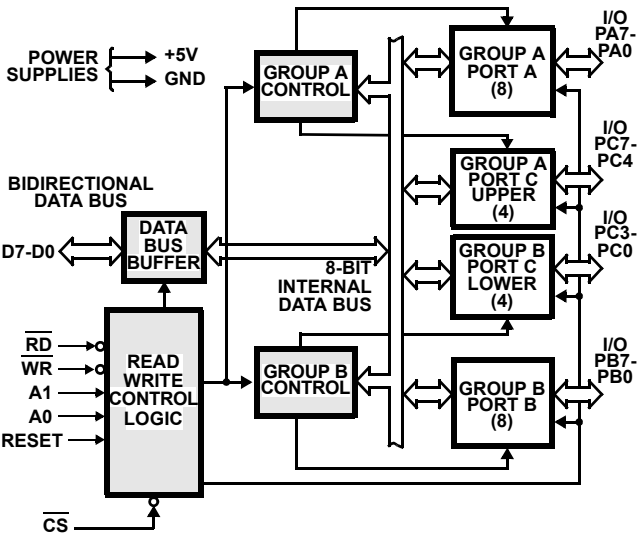 POWER
SUPPLIES
+5V
GND
GROUP A
CONTROL
GROUP A
PORT A
(8)
I/O
PA7-
PA0
GROUP A
PORT C
UPPER
(4)
I/O
PC7-
PC4
BIDIRECTIONAL
DATA BUS
D7-D0
DATA
BUS
BUFFER
8-BIT
INTERNAL
DATA BUS
GROUP B
PORT C
LOWER
(4)
I/O
PC3-
PC0
RD
WR
A1
A0
RESET
READ
WRITE
CONTROL
LOGIC
GROUP B
CONTROL
GROUP B
PORT B
(8)
I/O
PB7-
PB0
CS